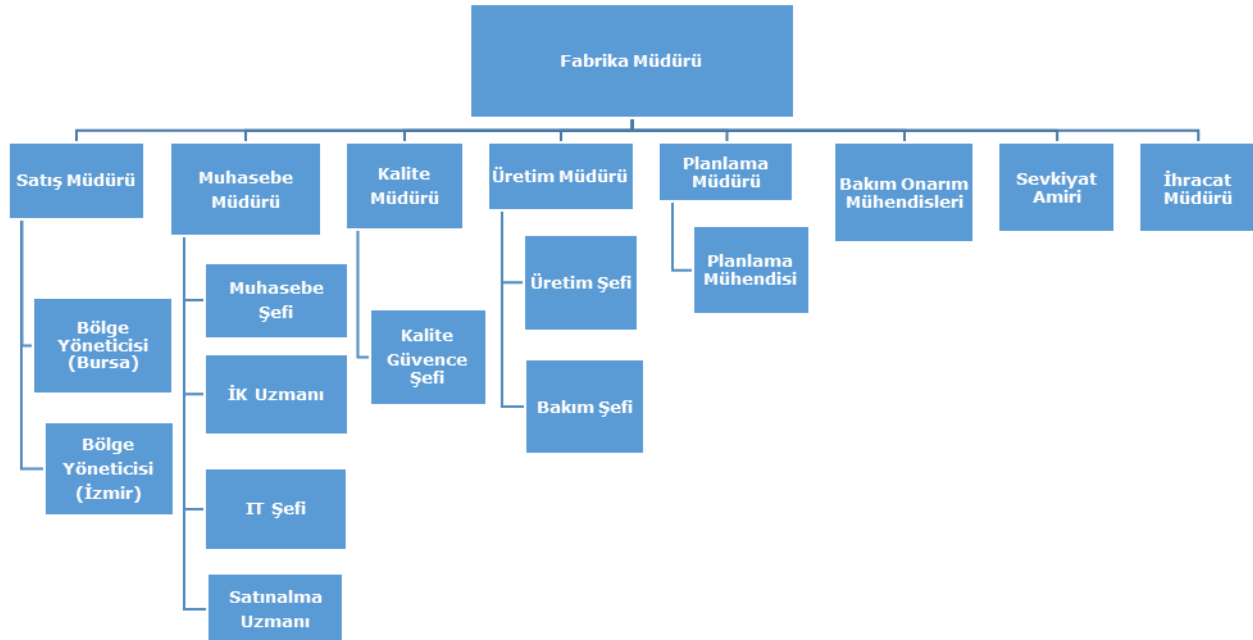 Fabrika Müdürü
Satış Müdürü
Muhasebe
Müdürü
Kalite
Müdürü
Üretim Müdürü
Planlama
Müdürü
Bakım Onarım
Mühendisleri
Sevkiyat
Amiri
İhracat
Müdürü
Bölge
Yöneticisi
(Bursa)
Bölge
Yöneticisi
(İzmir)
Muhasebe
Şefi
İK Uzmanı
IT Şefi
Satınalma
Uzmanı
Kalite
Güvence
Şefi
Üretim Şefi
Bakım Şefi
Planlama
Mühendisi